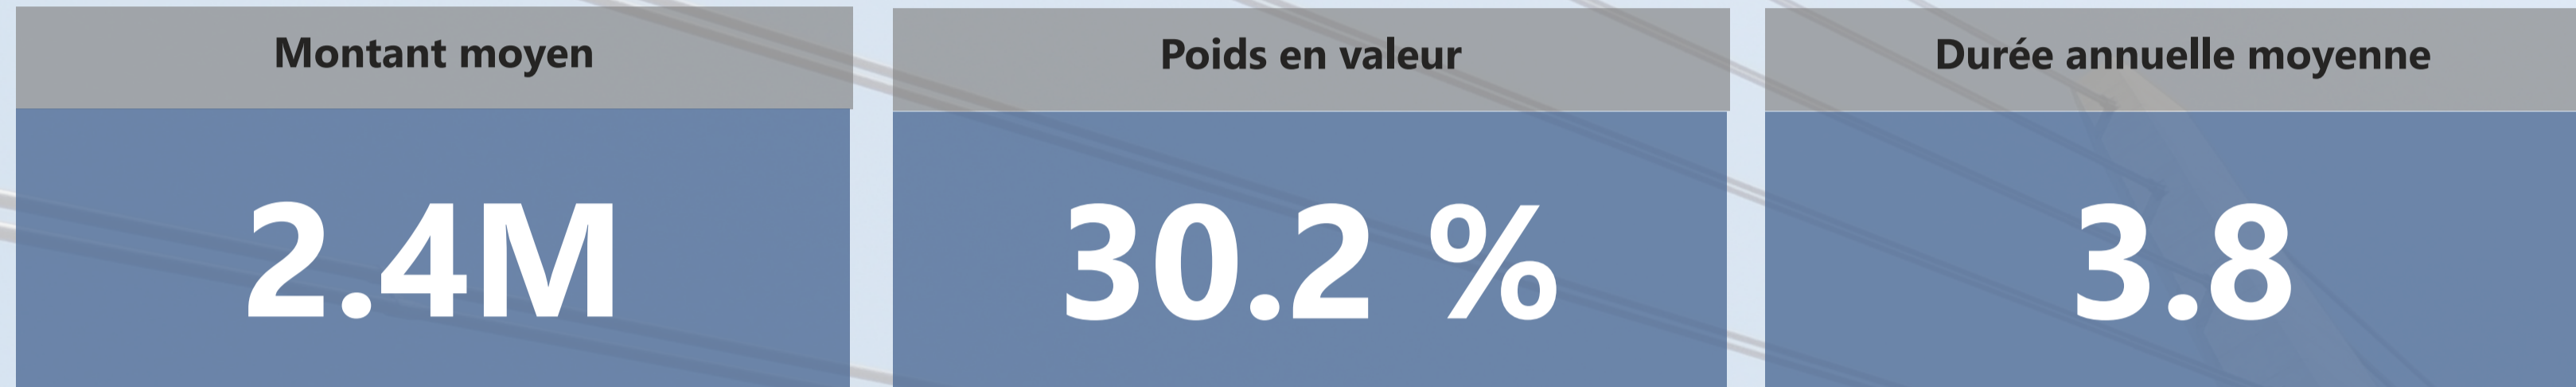 Montant moyen
2.4M
Poids en valeur
30.2 %
Durée annuelle moyenne
3.8